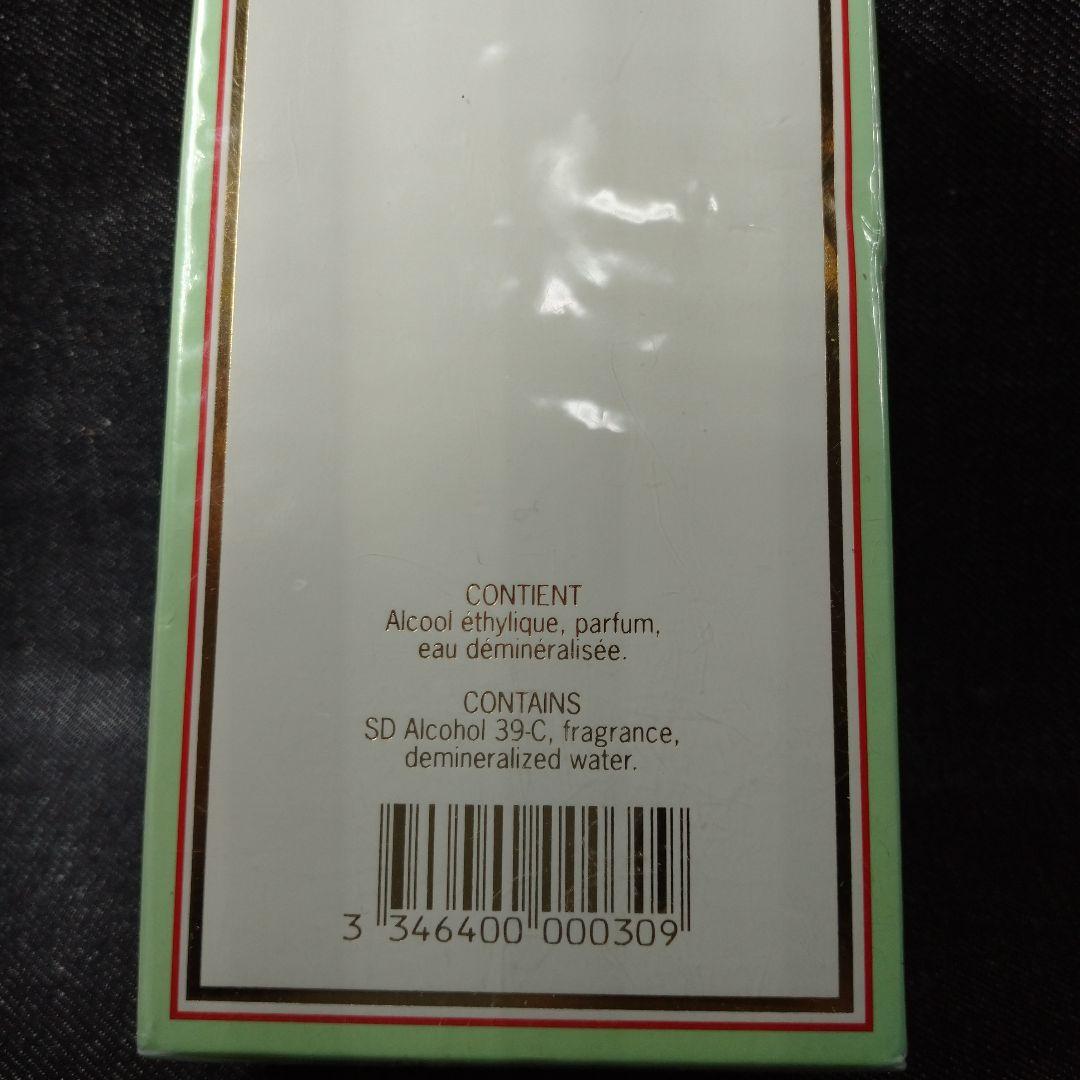 CONTIENT
Alcool éthylique, parfum,
eau déminéralisée.
CONTAINS
SD Alcohol 39-C, fragrance,
demineralized water.
3 346400 000309